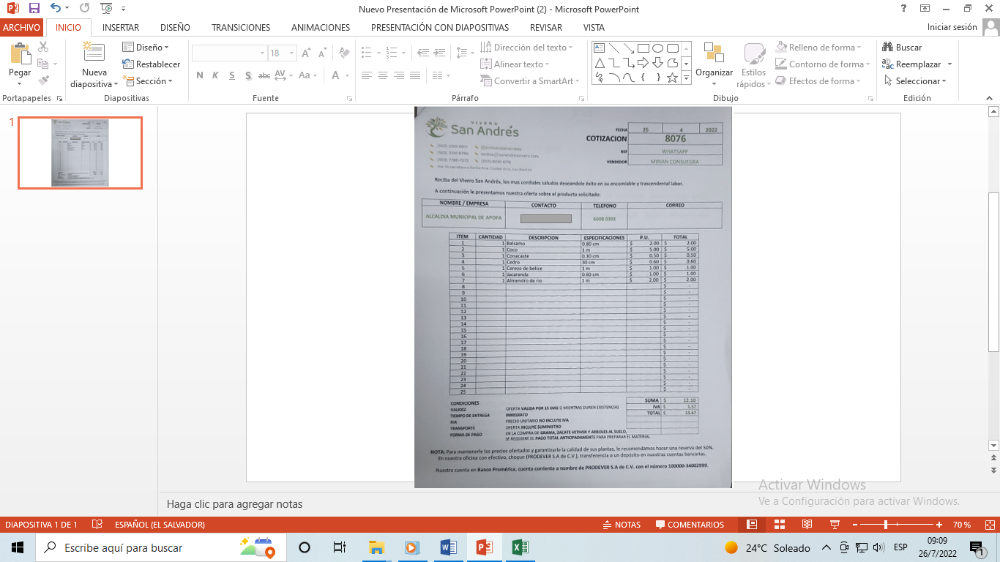 Nuevo Presentación de Microsoft PowerPoint (2) - Microsoft PowerPoint
ARCHIVO INICIO INSERTAR DISEÑO TRANSICIONES ANIMACIONES PRESENTACIÓN CON DIAPOSITIVAS REVISAR VISTA Iniciar sesión
Pegar
Nueva diapositiva
Diseño
Restablecer
Sección
18
N K S S abc AV Aa A
Dirección del texto
Alinear texto
Convertir a SmartArt
Organizar
Estilos rápidos
Relleno de forma
Contorno de forma
Efectos de forma
Buscar
Reemplazar
Seleccionar
Portapapeles Diapositivas Fuente Párrafo Dibujo Edición
1
VIVERO
San Andrés
FECHA 25 4 2022
COTIZACION 8076
REF WHATSAPP
VENDEDOR MIRIAN CONSUEGRA
Reciba del Vivero San Andrés, los mas cordiales saludos deseandole éxito en su encomiable y trascendental labor.
A continuación le presentamos nuestra oferta sobre el producto solicitado:
NOMBRE / EMPRESA CONTACTO TELEFONO CORREO
ALCALDIA MUNICIPAL DE APOPA 6008 0391
ITEM CANTIDAD DESCRIPCION ESPECIFICACIONES P.U. TOTAL
1 1 Balsamo 0.80 cm $ 2.00 $ 2.00
2 1 Coco 1 m $ 5.00 $ 5.00
3 1 Conacaste 0.30 cm $ 0.50 $ 0.50
4 1 Cedro 30 cm $ 0.60 $ 0.60
5 1 Cerezo de belice 1 m $ 1.00 $ 1.00
6 1 Jacaranda 0.60 cm $ 1.00 $ 1.00
7 1 Almendro de rio 1 m $ 2.00 $ 2.00
8 $ -
9 $ -
10 $ -
11 $ -
12 $ -
13 $ -
14 $ -
15 $ -
16 $ -
17 $ -
18 $ -
19 $ -
20 $ -
21 $ -
22 $ -
23 $ -
24 $ -
25 $ -
SUMA $ 12.10
IVA $ 1.57
TOTAL $ 13.67
CONDICIONES
VALIDEZ OFERTA VALIDA POR 15 DIAS O MIENTRAS DUREN EXISTENCIAS
TIEMPO DE ENTREGA INMEDIATO
IVA PRECIO UNITARIO NO INCLUYE IVA
TRANSPORTE OFERTA INCLUYE SUMINISTRO
FORMA DE PAGO EN LA COMPRA DE GRAMA, ZACATE VETIVER Y ARBOLES AL SUELO,
SE REQUIERE EL PAGO TOTAL ANTICIPADAMENTE PARA PREPARAR EL MATERIAL.
NOTA: Para mantenerle los precios ofertados y garantizarle la calidad de sus plantas, le recomendamos hacer una reserva del 50%.
En nuestra oficina con efectivo, cheque (PRODEVER S.A de C.V.), transferencia o un depósito en nuestras cuentas bancarias.
Nuestra cuenta en Banco Promérica, cuenta corriente a nombre de PRODEVER S.A de C.V. con el número 100000-34002999.
Activar Windows
Ve a Configuración para activar Windows.
Haga clic para agregar notas
DIAPOSITIVA 1 DE 1 ESPAÑOL (EL SALVADOR) NOTAS COMENTARIOS 70 %
Escribe aquí para buscar
24°C Soleado ESP
09:09
26/7/2022
1